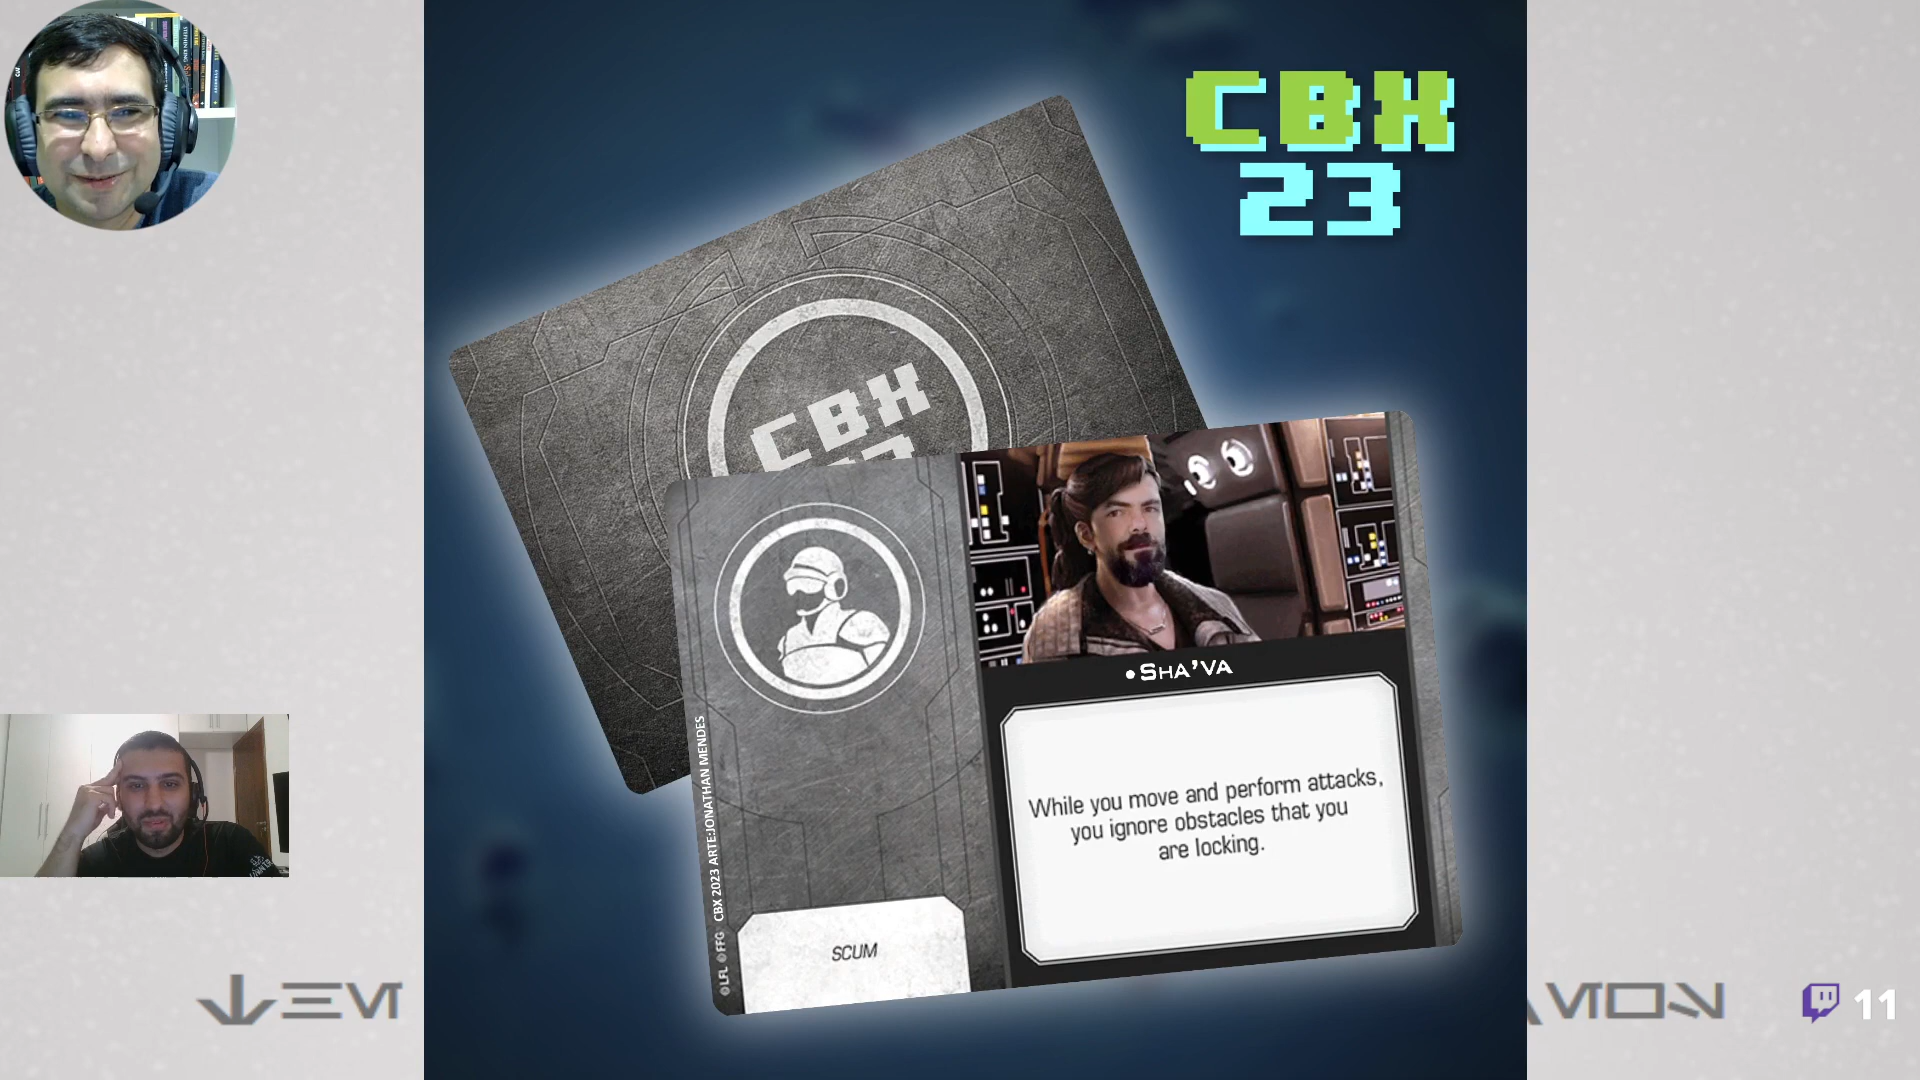 CBX
23
CBX
•SHA'VA
While you move and perform attacks,
you ignore obstacles that you
are locking.
SCUM
©LFL ©FFG CBX 2023 ARTE:JONATHAN MENDES
11